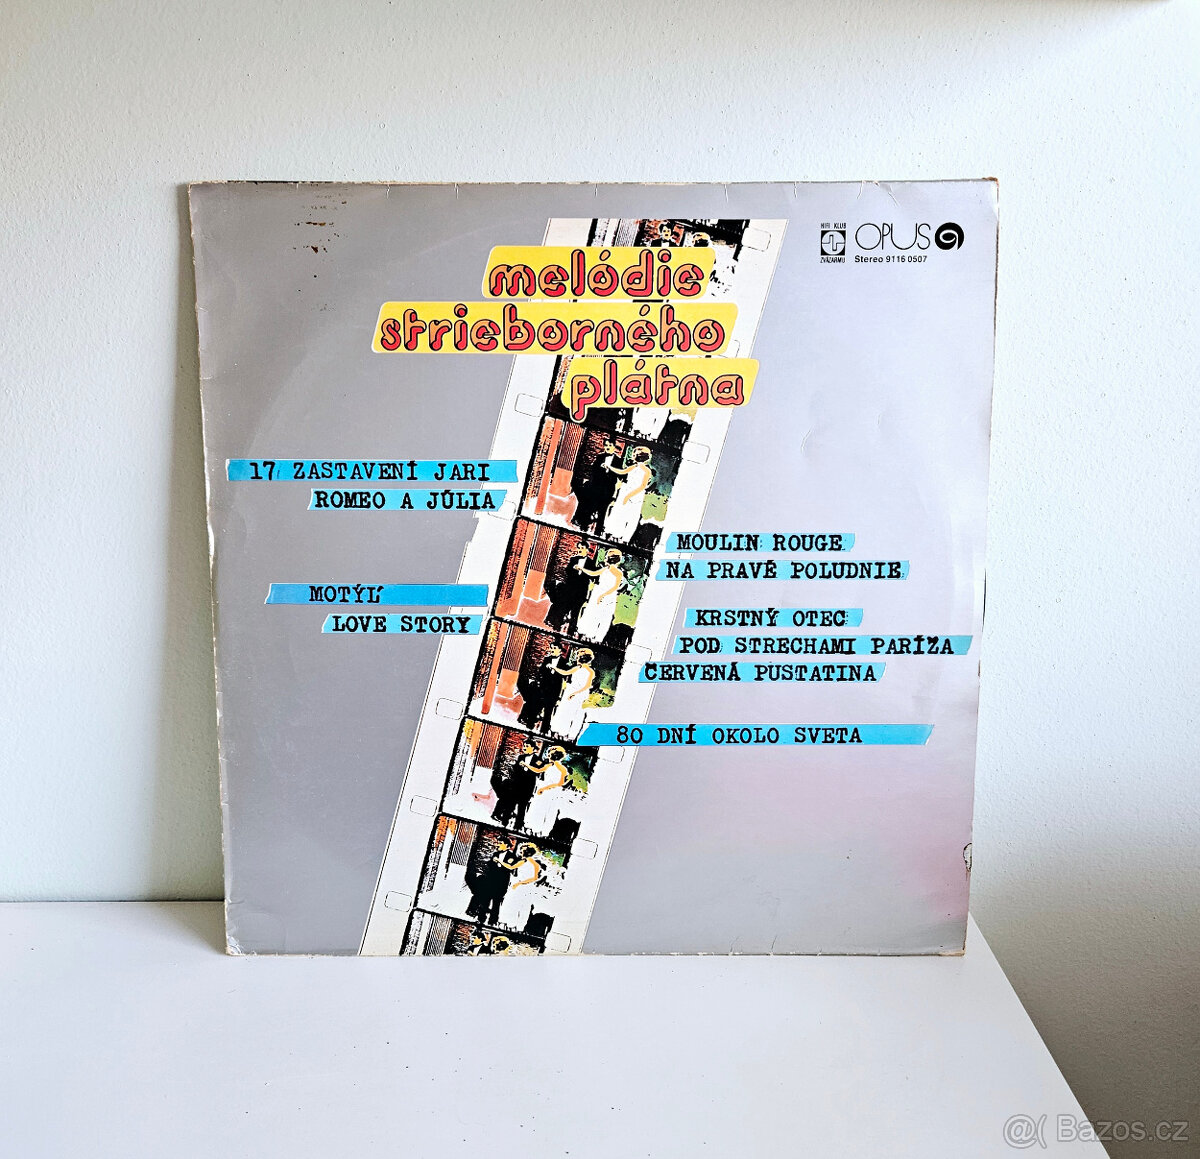 HIFI KLUB
ZVÄZARMU
OPUS
Stereo 9116 0507
melódie
strieborného
plátna
17 ZASTAVENÍ JARI
ROMEO A JÚLIA
MOULIN ROUGE
NA PRAVÉ POLUDNIE
MOTÝĽ
LOVE STORY
KRSTNÝ OTEC
POD STRECHAMI PARÍŽA
ČERVENÁ PUSTATINA
80 DNÍ OKOLO SVETA
@( Bazos.cz